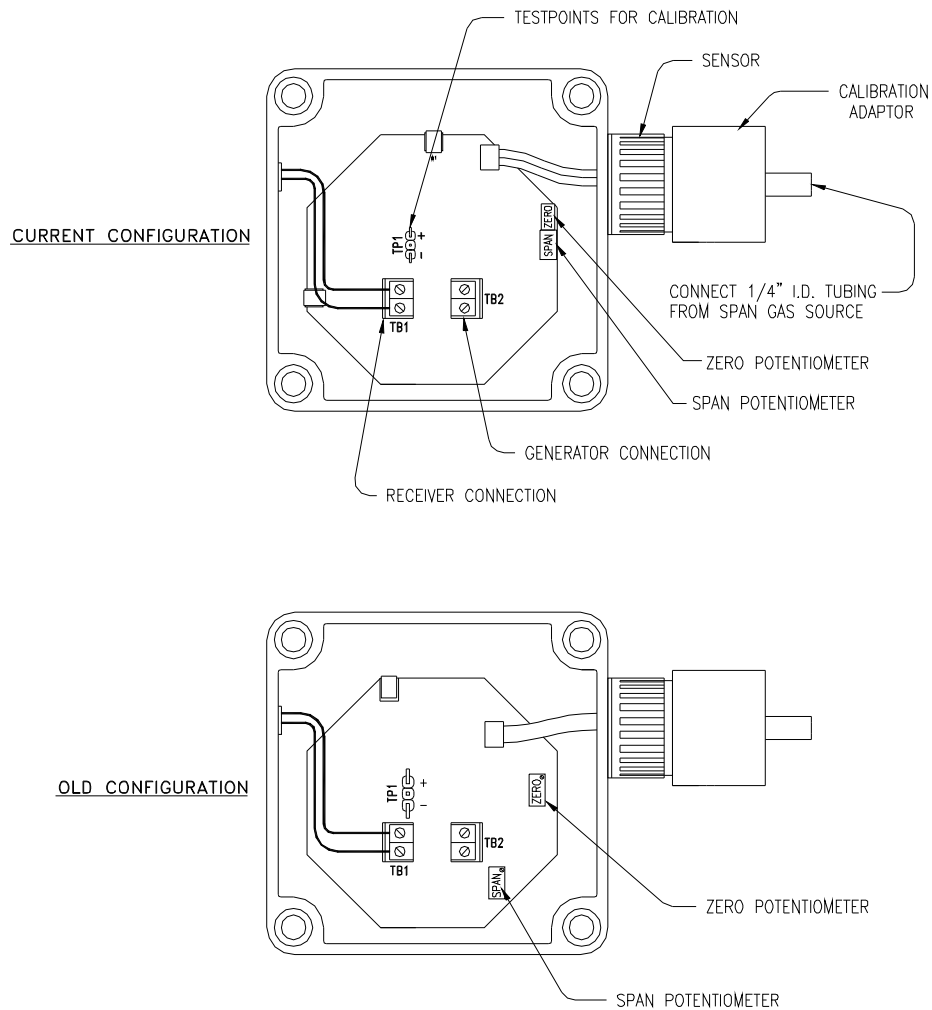 TESTPOINTS FOR CALIBRATION
SENSOR
CALIBRATION
ADAPTOR
CURRENT CONFIGURATION
TP1
+
-
ZERO
SPAN
TB1
TB2
CONNECT 1/4" I.D. TUBING
FROM SPAN GAS SOURCE
ZERO POTENTIOMETER
SPAN POTENTIOMETER
GENERATOR CONNECTION
RECEIVER CONNECTION
OLD CONFIGURATION
TP1
+
-
ZERO
TB1
TB2
SPAN
ZERO POTENTIOMETER
SPAN POTENTIOMETER